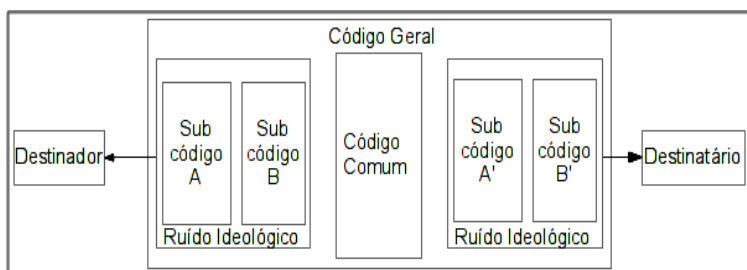 Código Geral
Destinador
Sub
código
A
Sub
código
B
Ruído Ideológico
Código
Comum
Sub
código
A'
Sub
código
B'
Ruído Ideológico
Destinatário